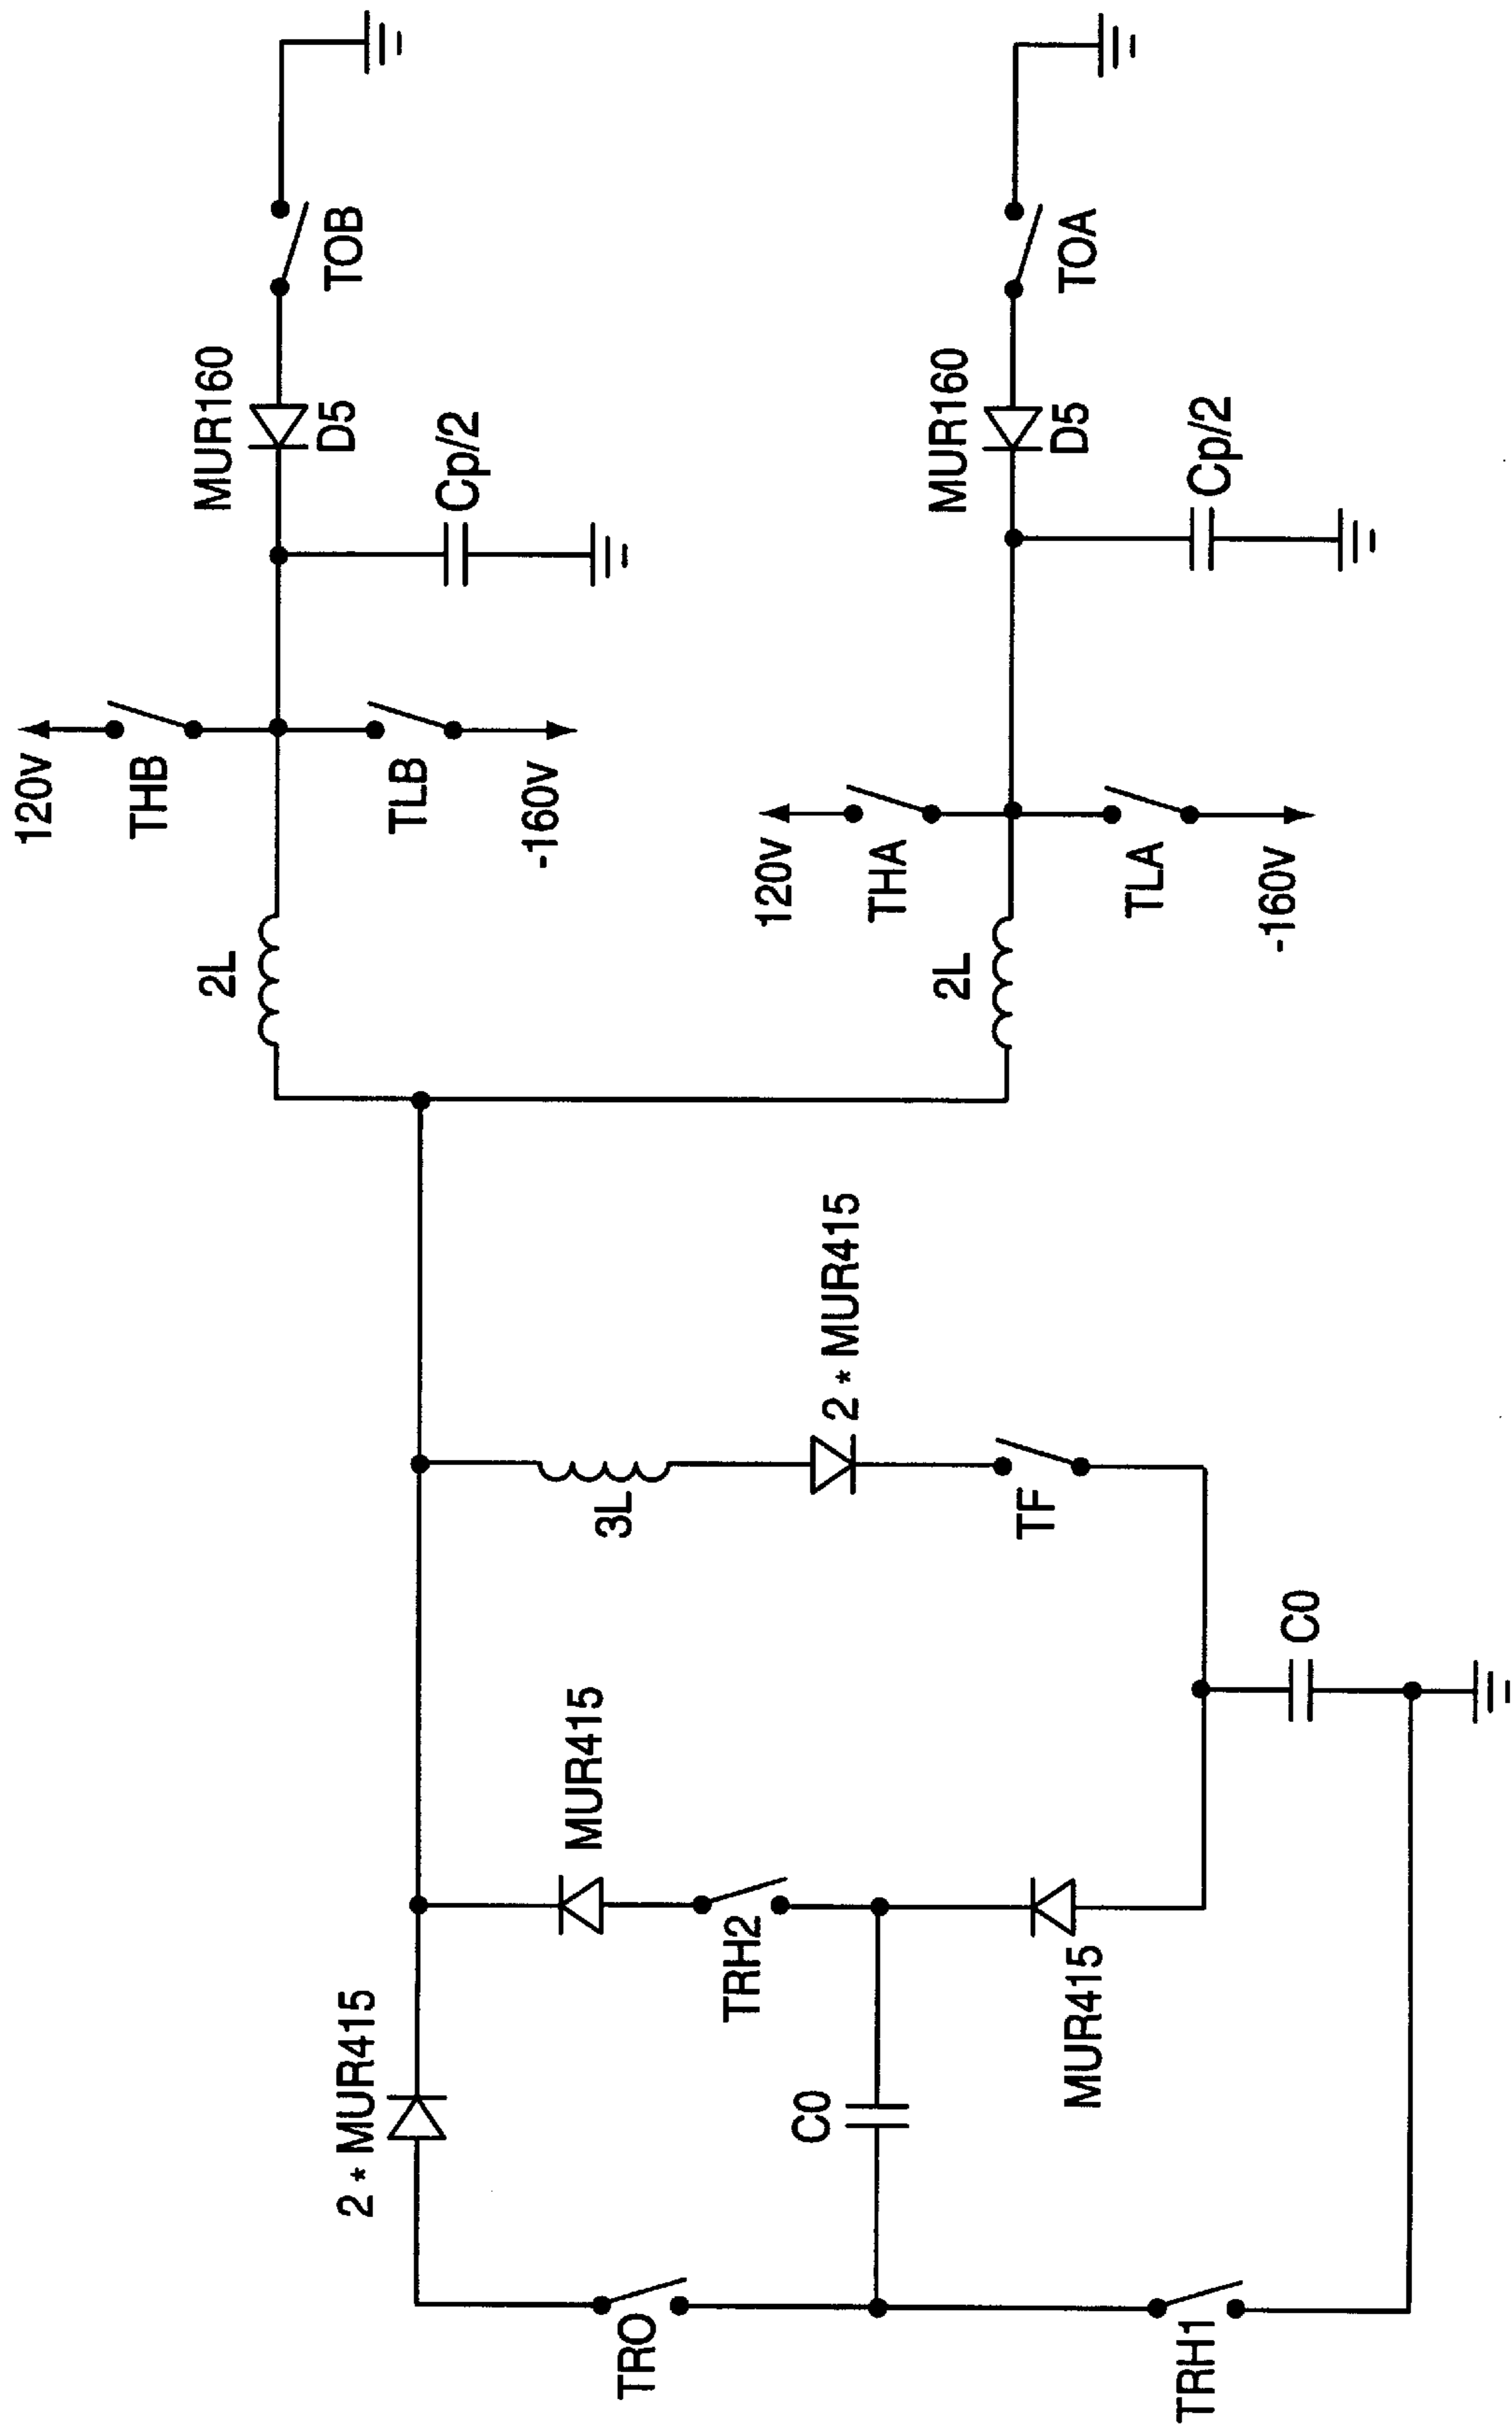 120v
THB
TLB
-160v
2L
MUR160
D5
Cp/2
TOB
120v
THA
TLA
-160v
2L
MUR160
D5
Cp/2
TOA
2 * MUR415
MUR415
3L
2 * MUR415
TF
TRO
TRH2
C0
MUR415
C0
TRH1